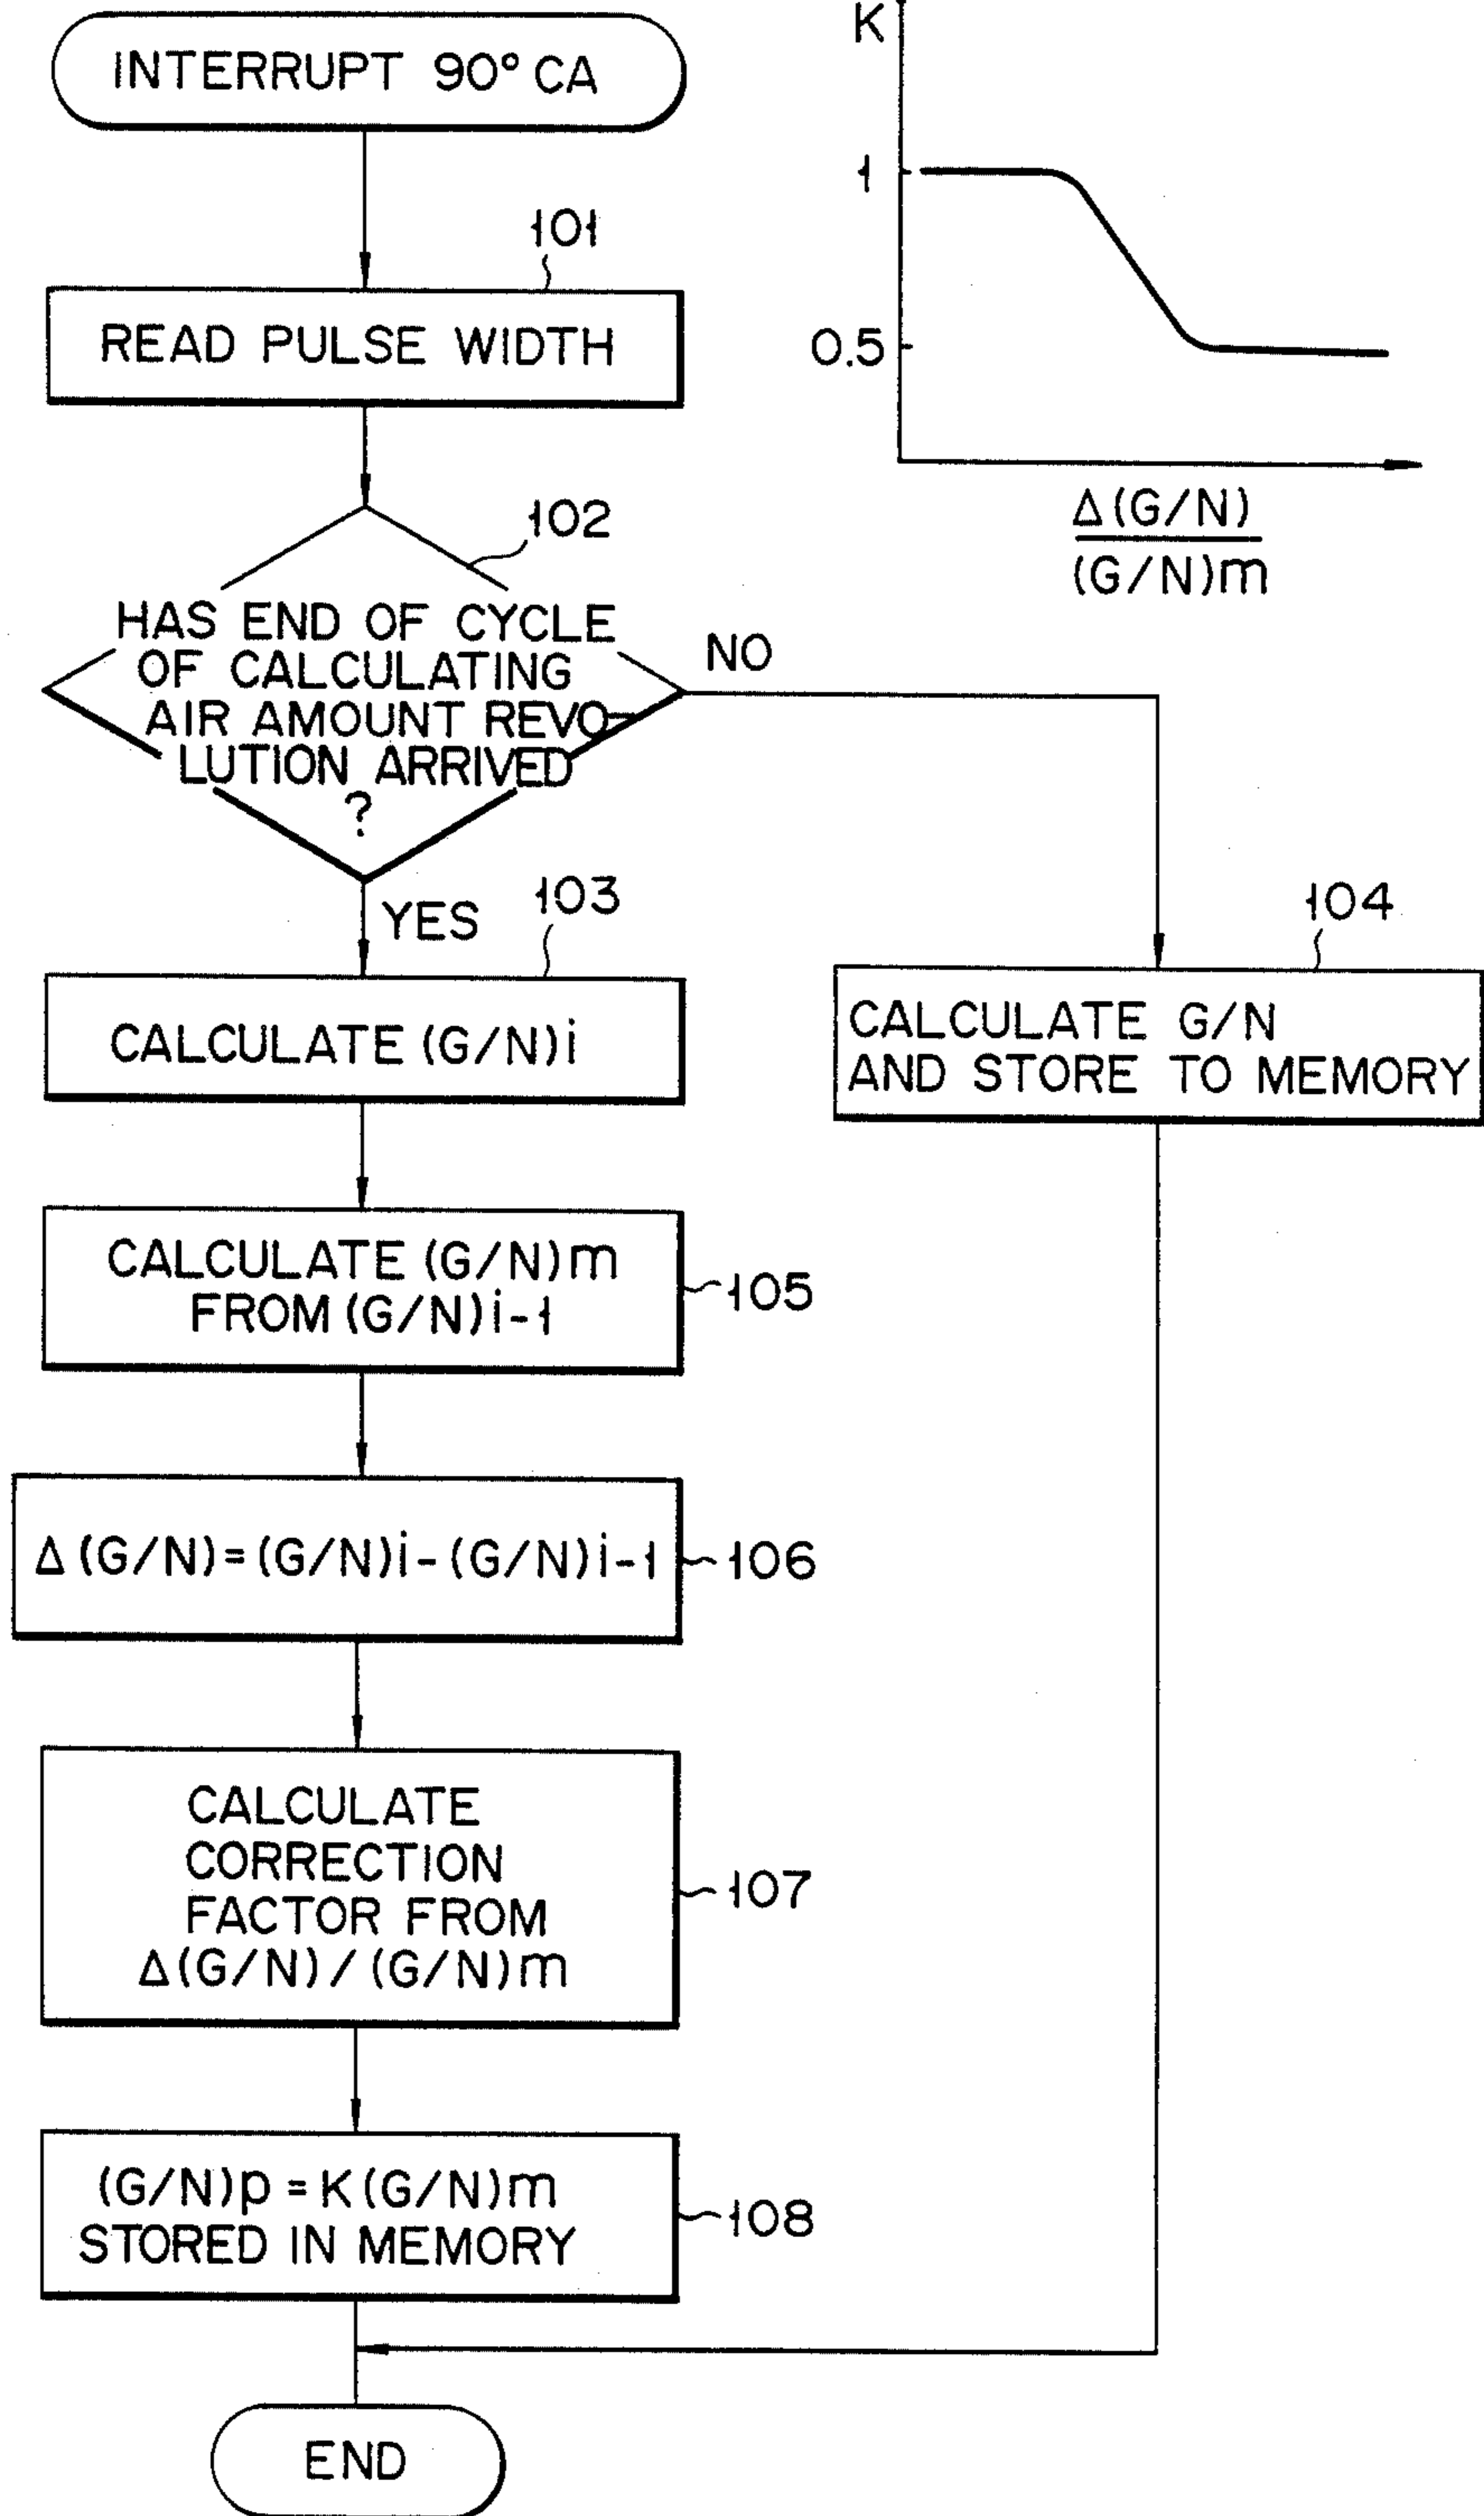 INTERRUPT 90° CA
101
READ PULSE WIDTH
102
HAS END OF CYCLE
OF CALCULATING
AIR AMOUNT REVO-
LUTION ARRIVED
?
NO
YES
103
CALCULATE (G/N)i
104
CALCULATE G/N
AND STORE TO MEMORY
CALCULATE (G/N)m
FROM (G/N)i-1
105
Δ(G/N)=(G/N)i-(G/N)i-1
106
CALCULATE
CORRECTION
FACTOR FROM
Δ(G/N)/(G/N)m
107
(G/N)p=K(G/N)m
STORED IN MEMORY
108
END
K
1
0.5
Δ(G/N)
(G/N)m